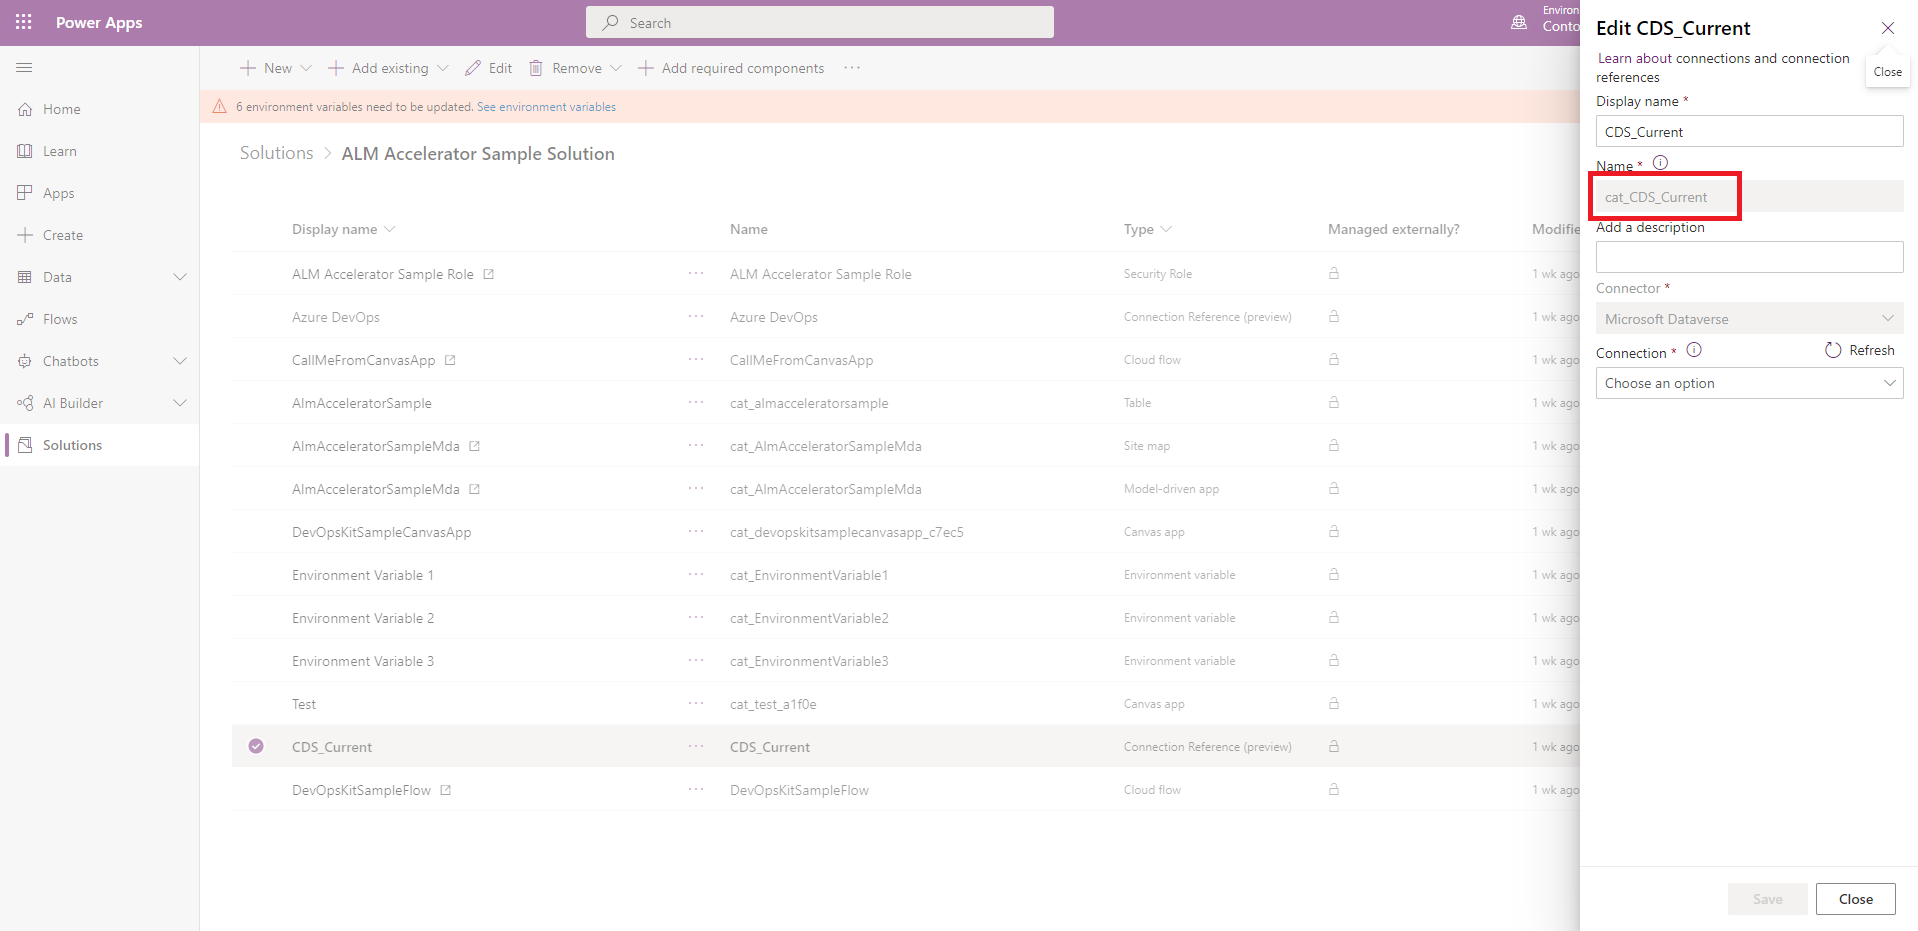 Power Apps
Search
Environ
Conto
New
Add existing
Edit
Remove
Add required components
6 environment variables need to be updated. See environment variables
Home
Learn
Apps
Create
Data
Flows
Chatbots
AI Builder
Solutions
Solutions > ALM Accelerator Sample Solution
Display name Name Type Managed externally? Modifie
ALM Accelerator Sample Role ALM Accelerator Sample Role Security Role 1 wk ago
Azure DevOps Azure DevOps Connection Reference (preview) 1 wk ago
CallMeFromCanvasApp CallMeFromCanvasApp Cloud flow 1 wk ago
AlmAcceleratorSample cat_almacceleratorsample Table 1 wk ago
AlmAcceleratorSampleMda cat_AlmAcceleratorSampleMda Site map 1 wk ago
AlmAcceleratorSampleMda cat_AlmAcceleratorSampleMda Model-driven app 1 wk ago
DevOpsKitSampleCanvasApp cat_devopskitsamplecanvasapp_c7ec5 Canvas app 1 wk ago
Environment Variable 1 cat_EnvironmentVariable1 Environment variable 1 wk ago
Environment Variable 2 cat_EnvironmentVariable2 Environment variable 1 wk ago
Environment Variable 3 cat_EnvironmentVariable3 Environment variable 1 wk ago
Test cat_test_a1f0e Canvas app 1 wk ago
CDS_Current CDS_Current Connection Reference (preview) 1 wk ago
DevOpsKitSampleFlow DevOpsKitSampleFlow Cloud flow 1 wk ago
Edit CDS_Current
Close
Learn about connections and connection
references
Display name *
CDS_Current
Name *
cat_CDS_Current
Add a description
Connector *
Microsoft Dataverse
Connection *
Refresh
Choose an option
Save
Close